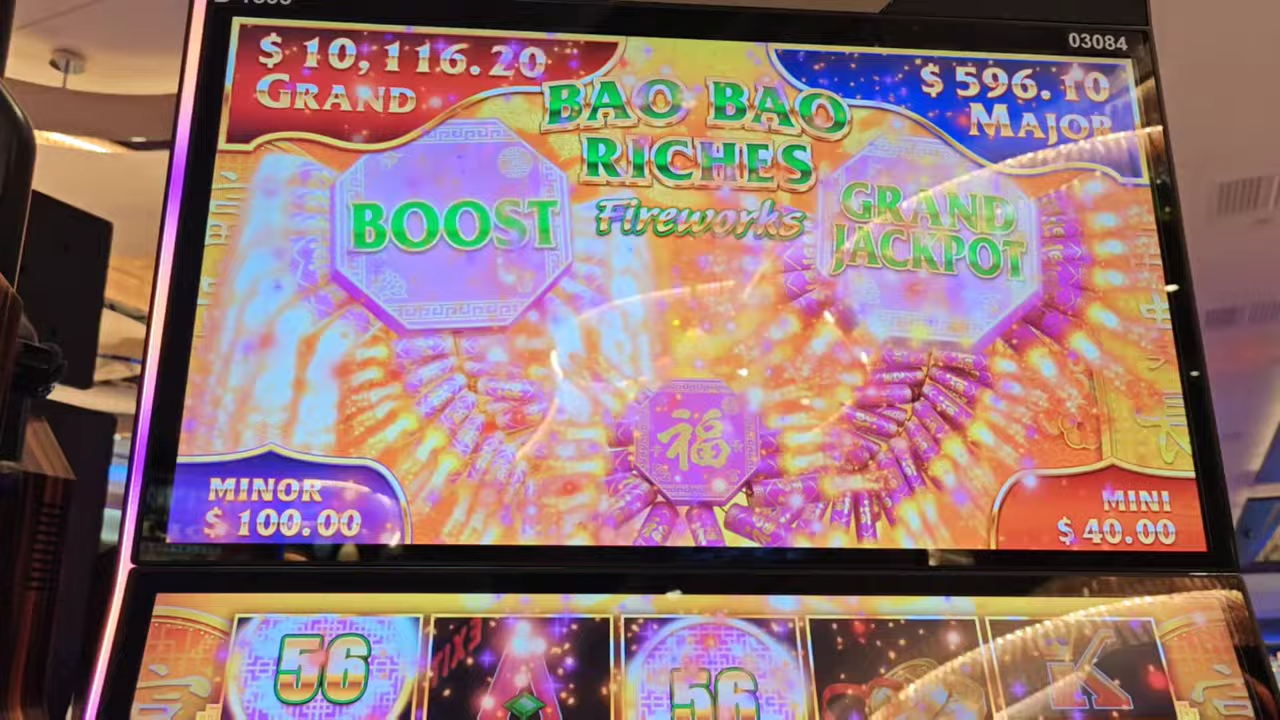 03084
$ 10,116.20
GRAND
BAO BAO
RICHES
Fireworks
$ 596.10
MAJOR
BOOST
GRAND
JACKPOT
福
MINOR
$ 100.00
MINI
$ 40.00
56
EXIT
56
K